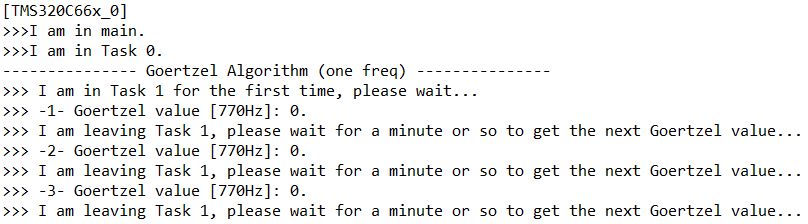 [TMS320C66x_0]
>>>I am in main.
>>>I am in Task 0.
--------------- Goertzel Algorithm (one freq) ---------------
>>> I am in Task 1 for the first time, please wait...
>>> -1- Goertzel value [770Hz]: 0.
>>> I am leaving Task 1, please wait for a minute or so to get the next Goertzel value...
>>> -2- Goertzel value [770Hz]: 0.
>>> I am leaving Task 1, please wait for a minute or so to get the next Goertzel value...
>>> -3- Goertzel value [770Hz]: 0.
>>> I am leaving Task 1, please wait for a minute or so to get the next Goertzel value...